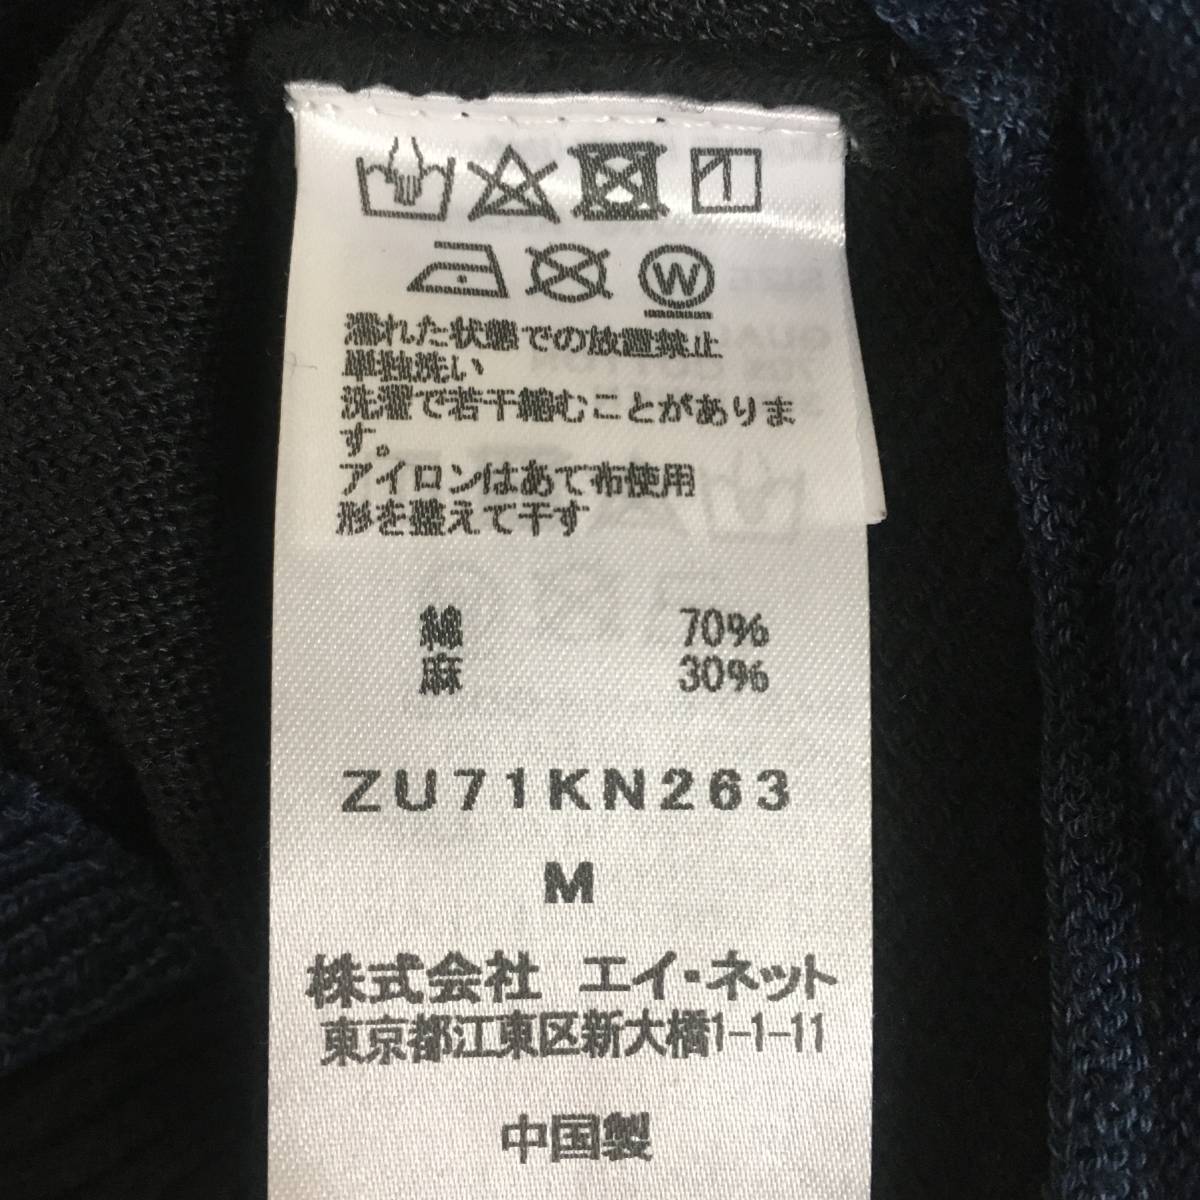 W
濡れた状態での放置禁止
単独洗い
洗濯で若干縮むことがありま
す。
アイロンはあて布使用
形を整えて干す
綿 70%
麻 30%
ZU71KN263
M
株式会社 エイ・ネット
東京都江東区新大橋1-1-11
中国製